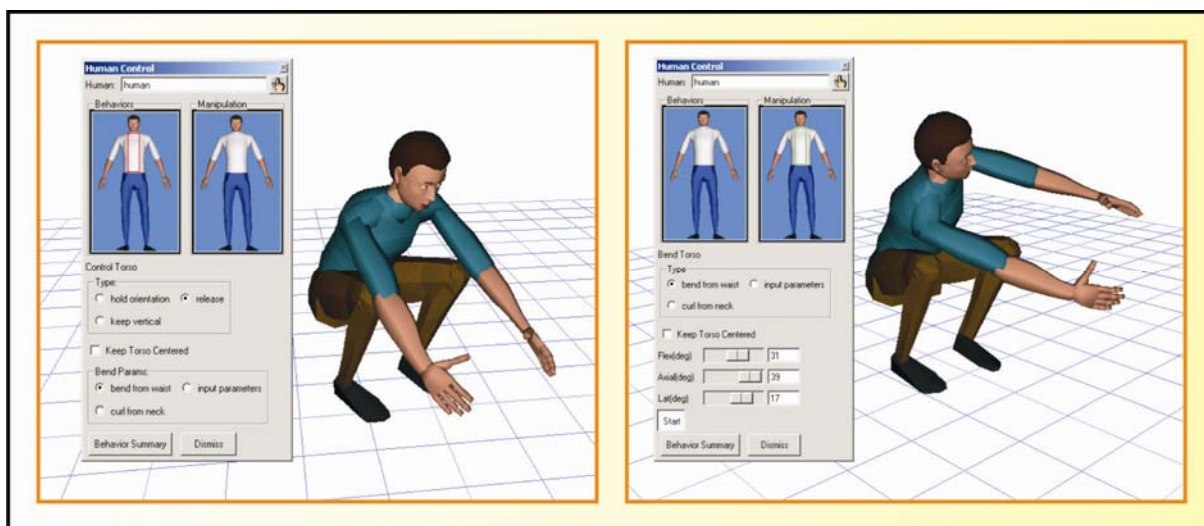 Human Control
Human: human
Behaviors Manipulation
Control Torso
Type:
hold orientation release
keep vertical
Keep Torso Centered
Bend Params:
bend from waist input parameters
curl from neck
Behavior Summary Dismiss
Human Control
Human: human
Behaviors Manipulation
Bend Torso
Type
bend from waist input parameters
curl from neck
Keep Torso Centered
Flex(deg) 31
Axial(deg) 39
Lat(deg) 17
Start
Behavior Summary Dismiss